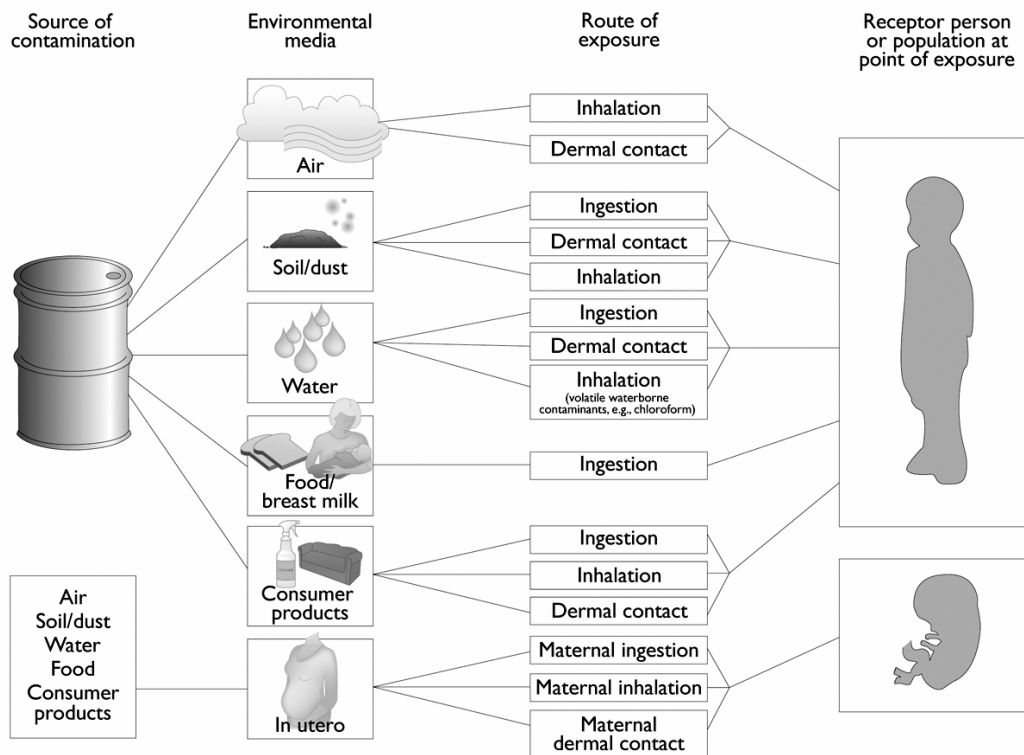 Source of
contamination
Environmental
media
Route of
exposure
Receptor person
or population at
point of exposure
Air
Inhalation
Dermal contact
Soil/dust
Ingestion
Dermal contact
Inhalation
Water
Ingestion
Dermal contact
Inhalation
(volatile waterborne
contaminants, e.g., chloroform)
Food/
breast milk
Ingestion
Consumer
products
Ingestion
Inhalation
Dermal contact
Air
Soil/dust
Water
Food
Consumer
products
In utero
Maternal ingestion
Maternal inhalation
Maternal
dermal contact